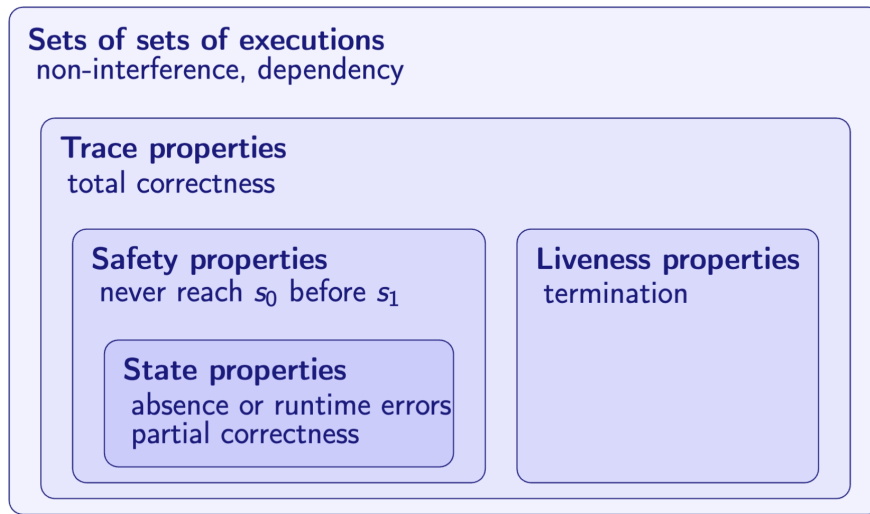 Sets of sets of executions
non-interference, dependency
Trace properties
total correctness
Safety properties
never reach s₀ before s₁
State properties
absence or runtime errors
partial correctness
Liveness properties
termination